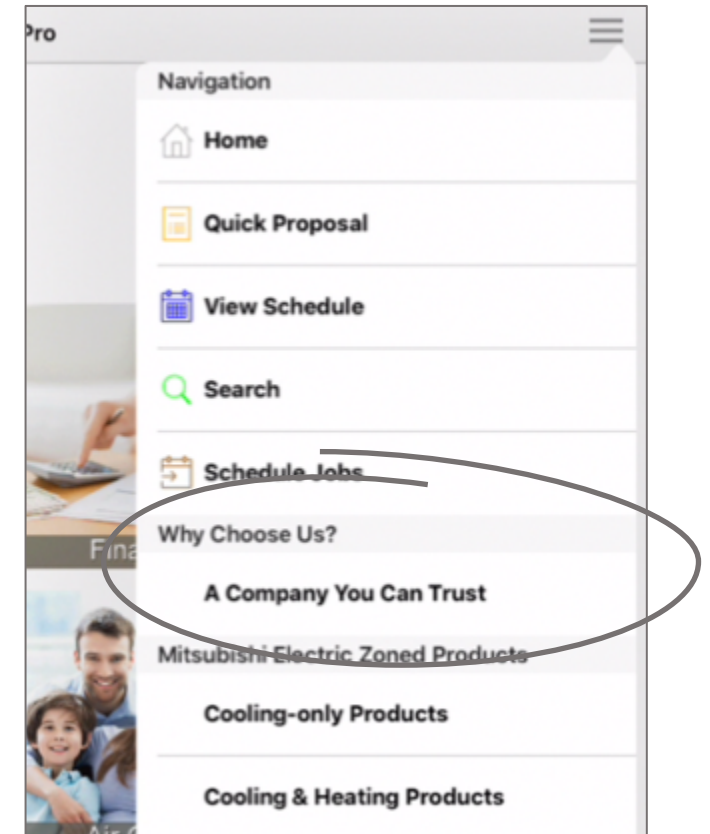 Pro
Navigation
Home
Quick Proposal
View Schedule
Search
Schedule Jobs
Why Choose Us?
Fina
A Company You Can Trust
Mitsubishi Electric Zoned Products
Cooling-only Products
Cooling & Heating Products